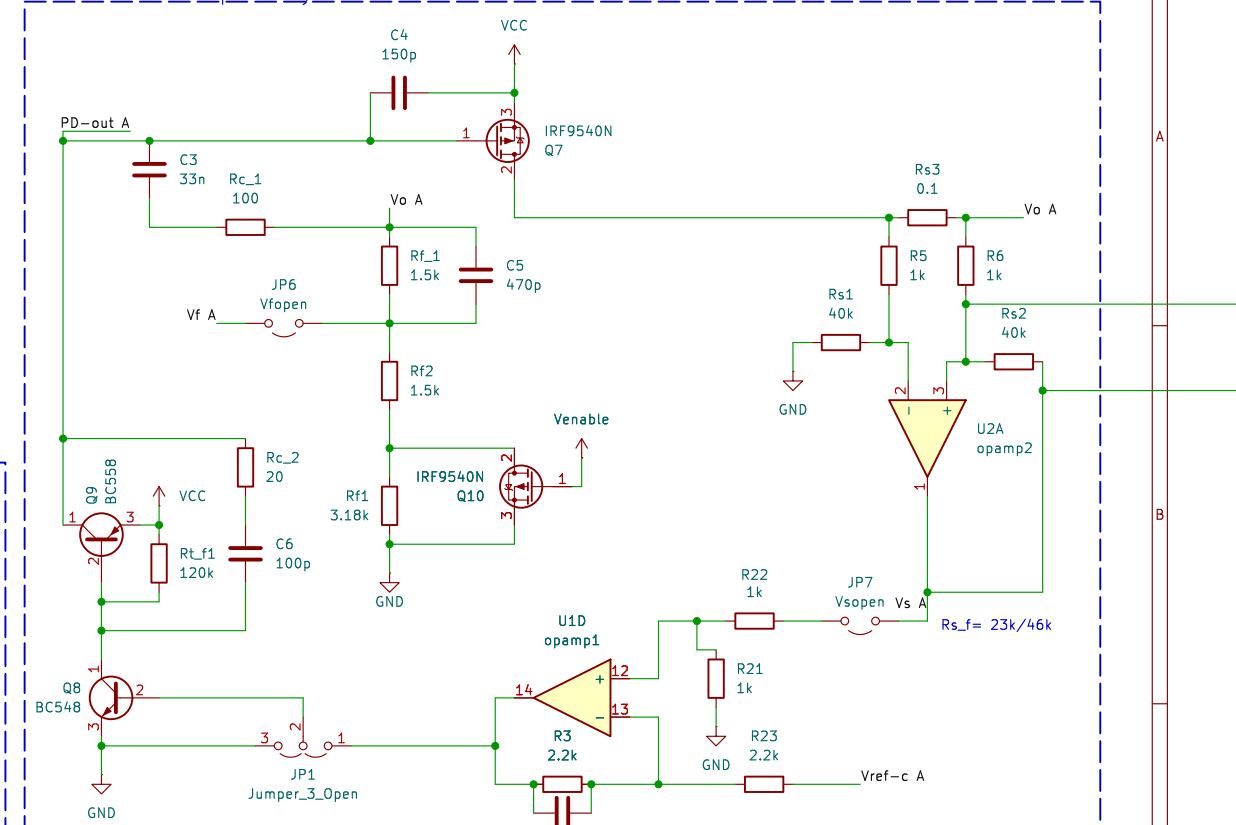 VCC
C4
150p
3
PD-out A
1
IRF9540N
Q7
A
2
C3
33n
Rc_1
100
Rs3
0.1
Vo A
Vo A
Rf_1
1.5k
C5
470p
R5
1k
R6
1k
JP6
Vfopen
Vf A
Rs1
40k
Rs2
40k
Rf2
1.5k
GND
2
3
-
+
Venable
U2A
opamp2
Rc_2
20
Q9
BC558
2
IRF9540N
Q10
1
1
VCC
Rf1
3.18k
3
B
1
3
2
Rt_f1
120k
C6
100p
GND
R22
1k
JP7
Vsopen
Vs A
Rs_f= 23k/46k
U1D
opamp1
1
12
+
R21
1k
Q8
BC548
2
14
13
-
3
2
3
1
R3
2.2k
R23
2.2k
GND
JP1
Jumper_3_Open
Vref-c A
GND